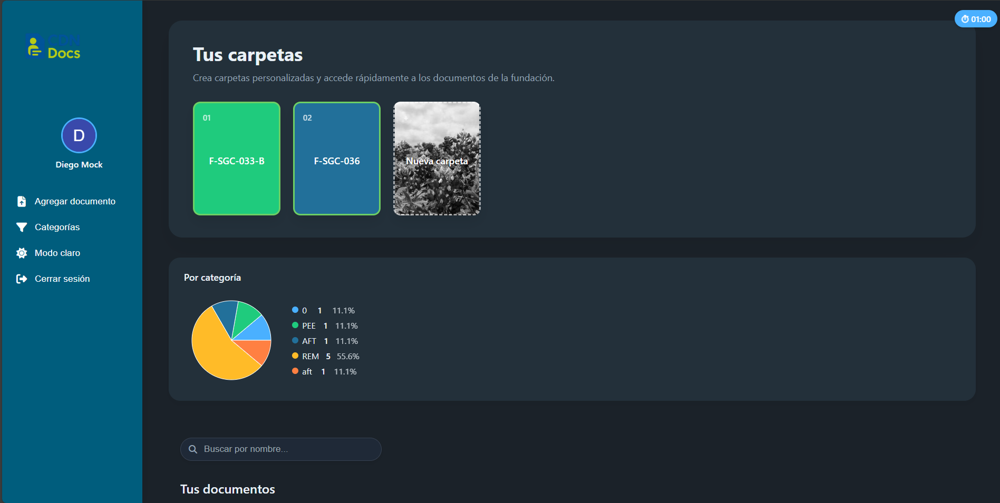 CDN
Docs
D
Diego Mock
Agregar documento
Categorías
Modo claro
Cerrar sesión
01:00
Tus carpetas
Crea carpetas personalizadas y accede rápidamente a los documentos de la fundación.
01
F-SGC-033-B
02
F-SGC-036
+
Nueva carpeta
Por categoría
0 1 11.1%
PEE 1 11.1%
AFT 1 11.1%
REM 5 55.6%
aft 1 11.1%
Buscar por nombre...
Tus documentos